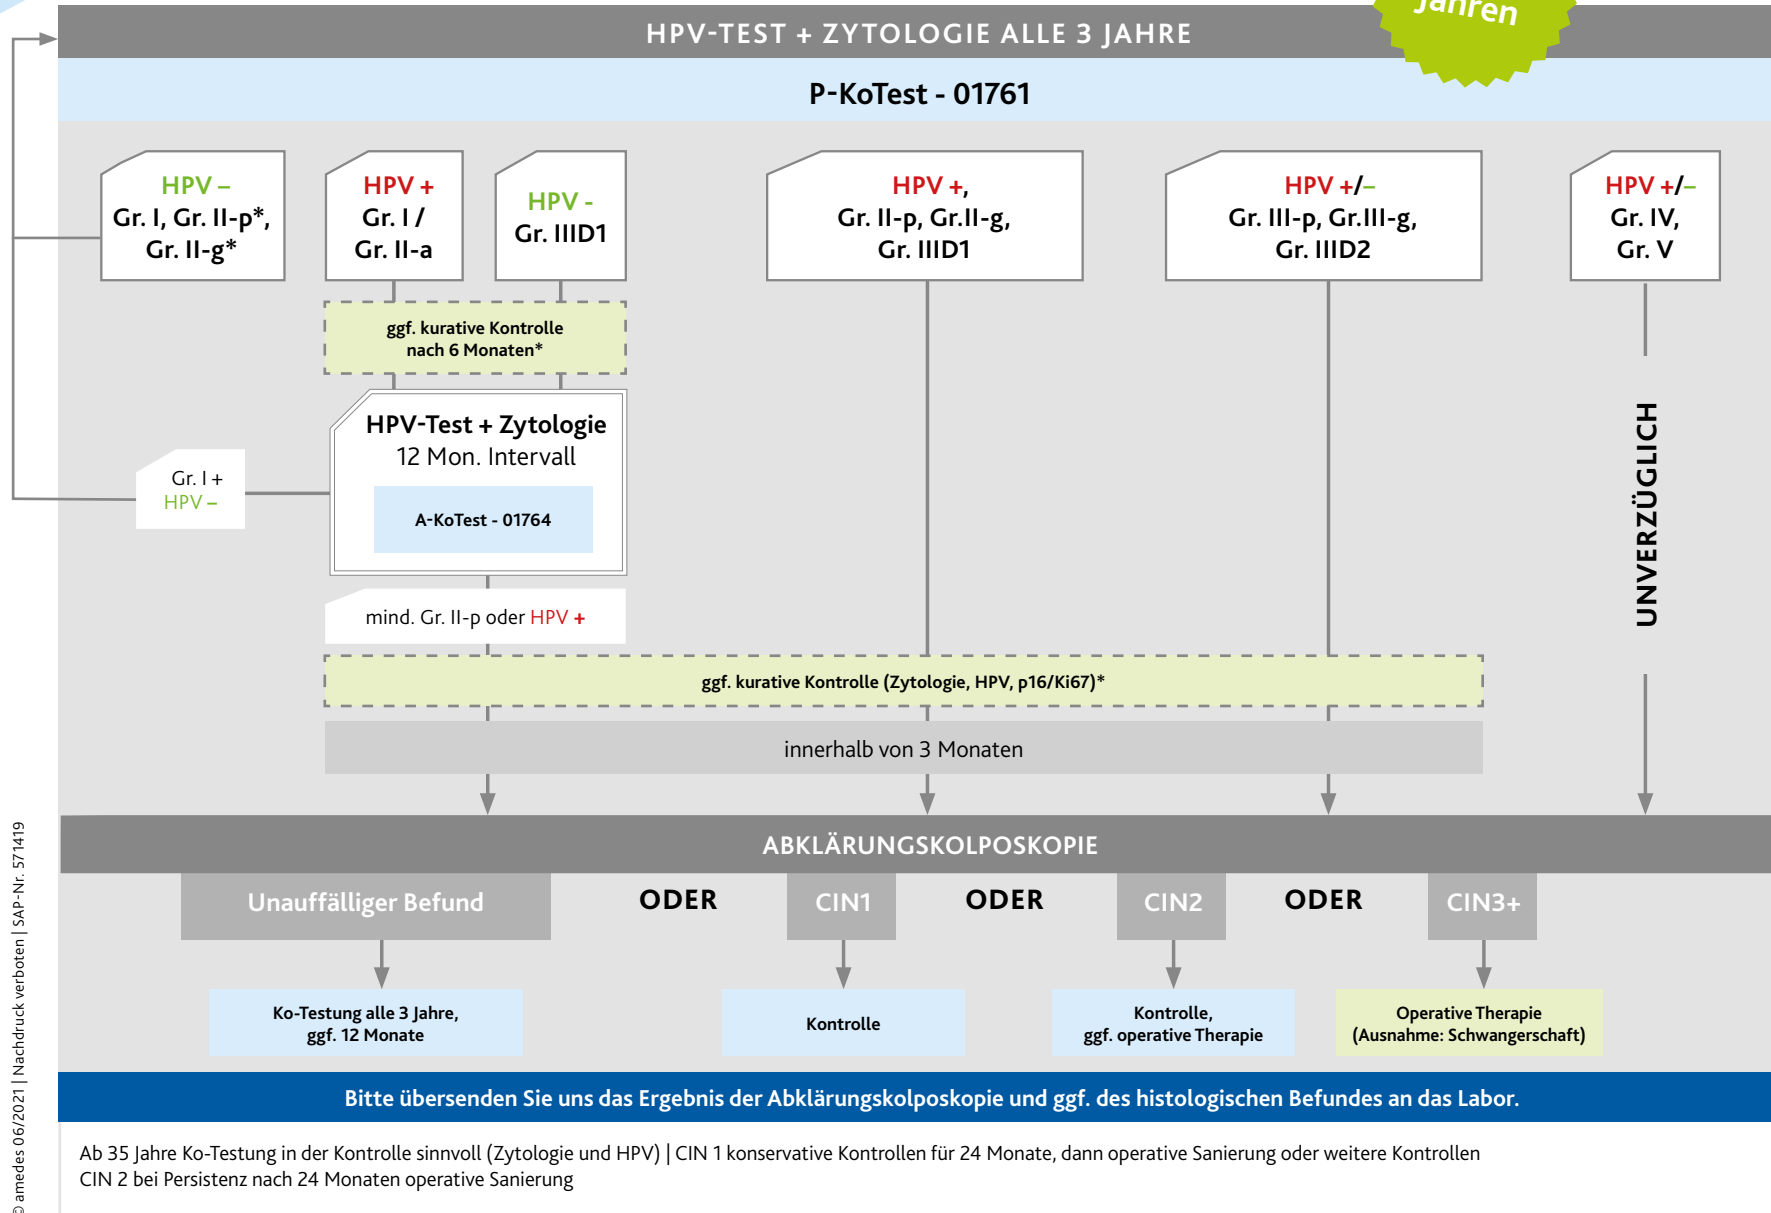 Jahren
HPV-TEST + ZYTOLOGIE ALLE 3 JAHRE
P-KoTest - 01761
HPV –
Gr. I, Gr. II-p*,
Gr. II-g*
HPV +
Gr. I /
Gr. II-a
HPV -
Gr. IIID1
HPV +,
Gr. II-p, Gr.II-g,
Gr. IIID1
HPV +/–
Gr. III-p, Gr.III-g,
Gr. IIID2
HPV +/–
Gr. IV,
Gr. V
ggf. kurative Kontrolle
nach 6 Monaten*
HPV-Test + Zytologie
12 Mon. Intervall
A-KoTest - 01764
Gr. I +
HPV –
mind. Gr. II-p oder HPV +
UNVERZÜGLICH
ggf. kurative Kontrolle (Zytologie, HPV, p16/Ki67)*
innerhalb von 3 Monaten
ABKLÄRUNGSKOLPOSKOPIE
Unauffälliger Befund ODER CIN1 ODER CIN2 ODER CIN3+
Ko-Testung alle 3 Jahre,
ggf. 12 Monate
Kontrolle
Kontrolle,
ggf. operative Therapie
Operative Therapie
(Ausnahme: Schwangerschaft)
Bitte übersenden Sie uns das Ergebnis der Abklärungskolposkopie und ggf. des histologischen Befundes an das Labor.
Ab 35 Jahre Ko-Testung in der Kontrolle sinnvoll (Zytologie und HPV) | CIN 1 konservative Kontrollen für 24 Monate, dann operative Sanierung oder weitere Kontrollen
CIN 2 bei Persistenz nach 24 Monaten operative Sanierung
© amedes 06/2021 | Nachdruck verboten | SAP-Nr. 571419